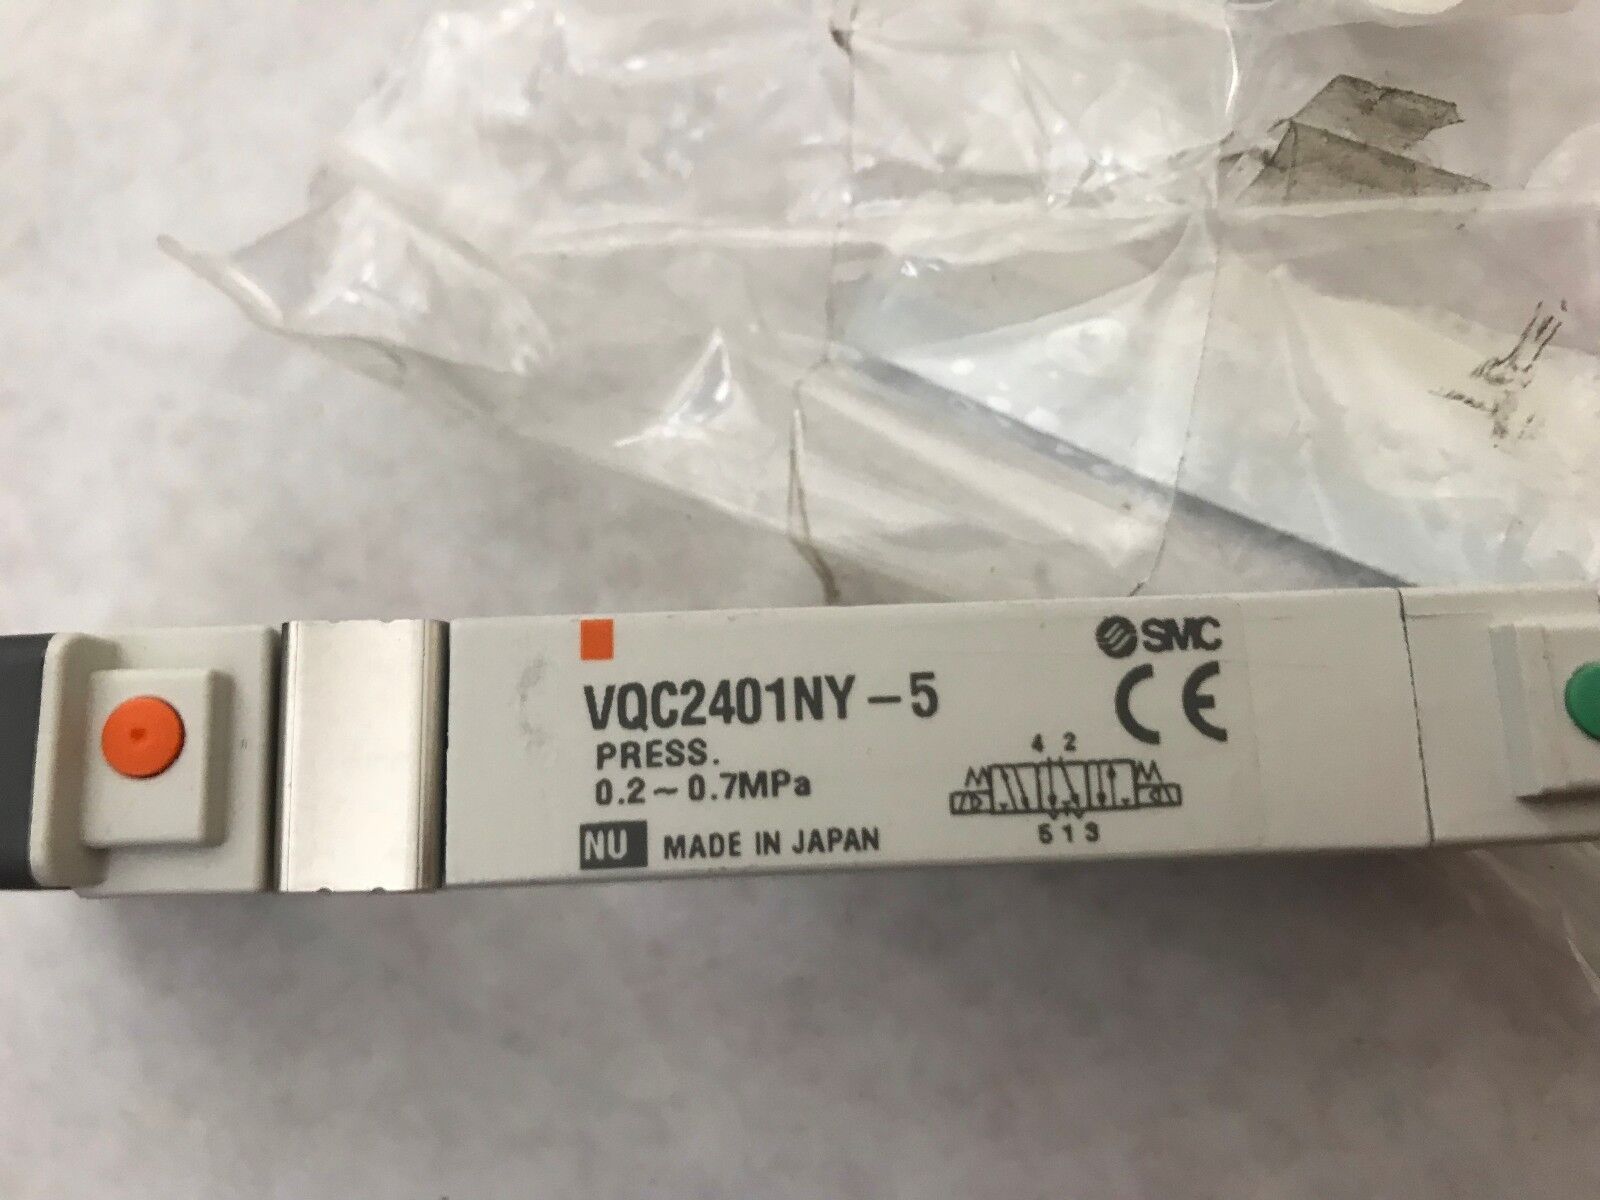 SMC
VQC2401NY-5
CE
PRESS.
0.2~0.7MPa
4 2
5 1 3
NU MADE IN JAPAN